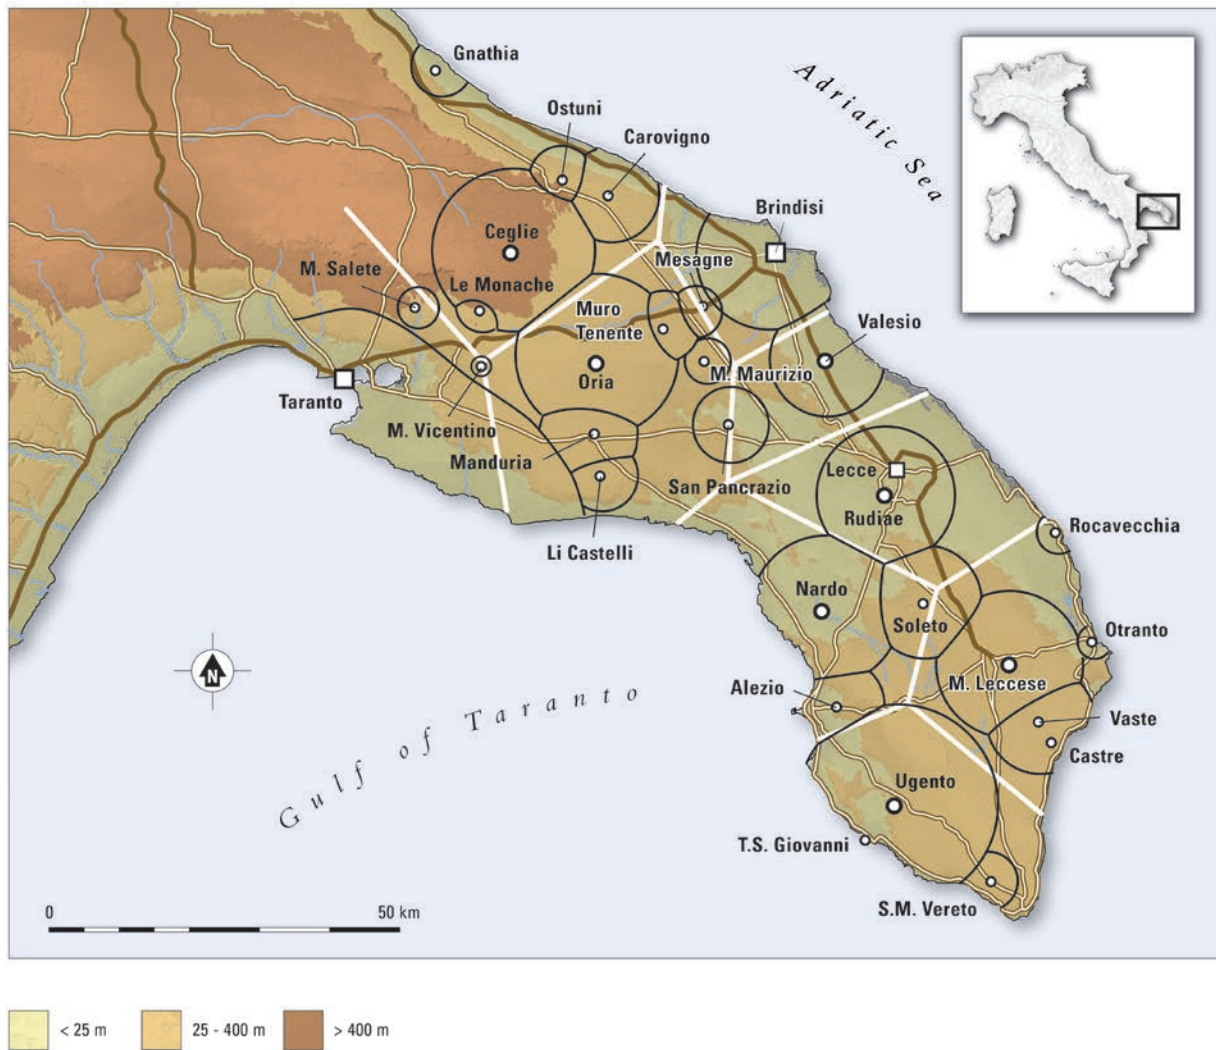 Gnathia
Ostuni
Carovigno
Adriatic Sea
Brindisi
Ceglie
Mesagne
M. Salete
Le Monache
Muro
Tenente
Valesio
Oria
M. Maurizio
Taranto
M. Vicentino
Manduria
San Pancrazio
Lecce
Rudiae
Rocavecchia
Li Castelli
Nardo
Soleto
Otranto
N
M. Leccese
Alezio
Vaste
Castre
Gulf of Taranto
Ugento
T.S. Giovanni
S.M. Vereto
0 50 km
< 25 m 25 - 400 m > 400 m